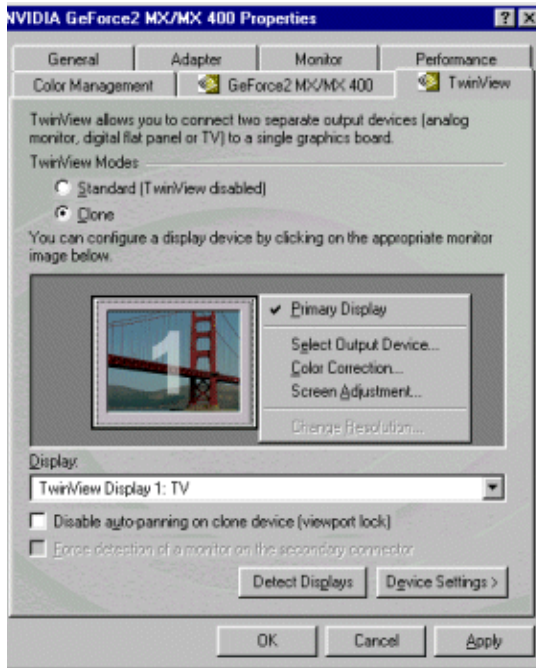 NVIDIA GeForce2 MX/MX 400 Properties
General Adapter Monitor Performance
Color Management GeForce2 MX/MX 400 TwinView
TwinView allows you to connect two separate output devices (analog
monitor, digital flat panel or TV) to a single graphics board.
TwinView Modes
Standard (TwinView disabled)
Clone
You can configure a display device by clicking on the appropriate monitor
image below.
1
Primary Display
Select Output Device...
Color Correction...
Screen Adjustment...
Change Resolution...
Display:
TwinView Display 1: TV
Disable auto-panning on clone device (viewport lock)
Force detection of a monitor on the secondary connector
Detect Displays Device Settings >
OK Cancel Apply